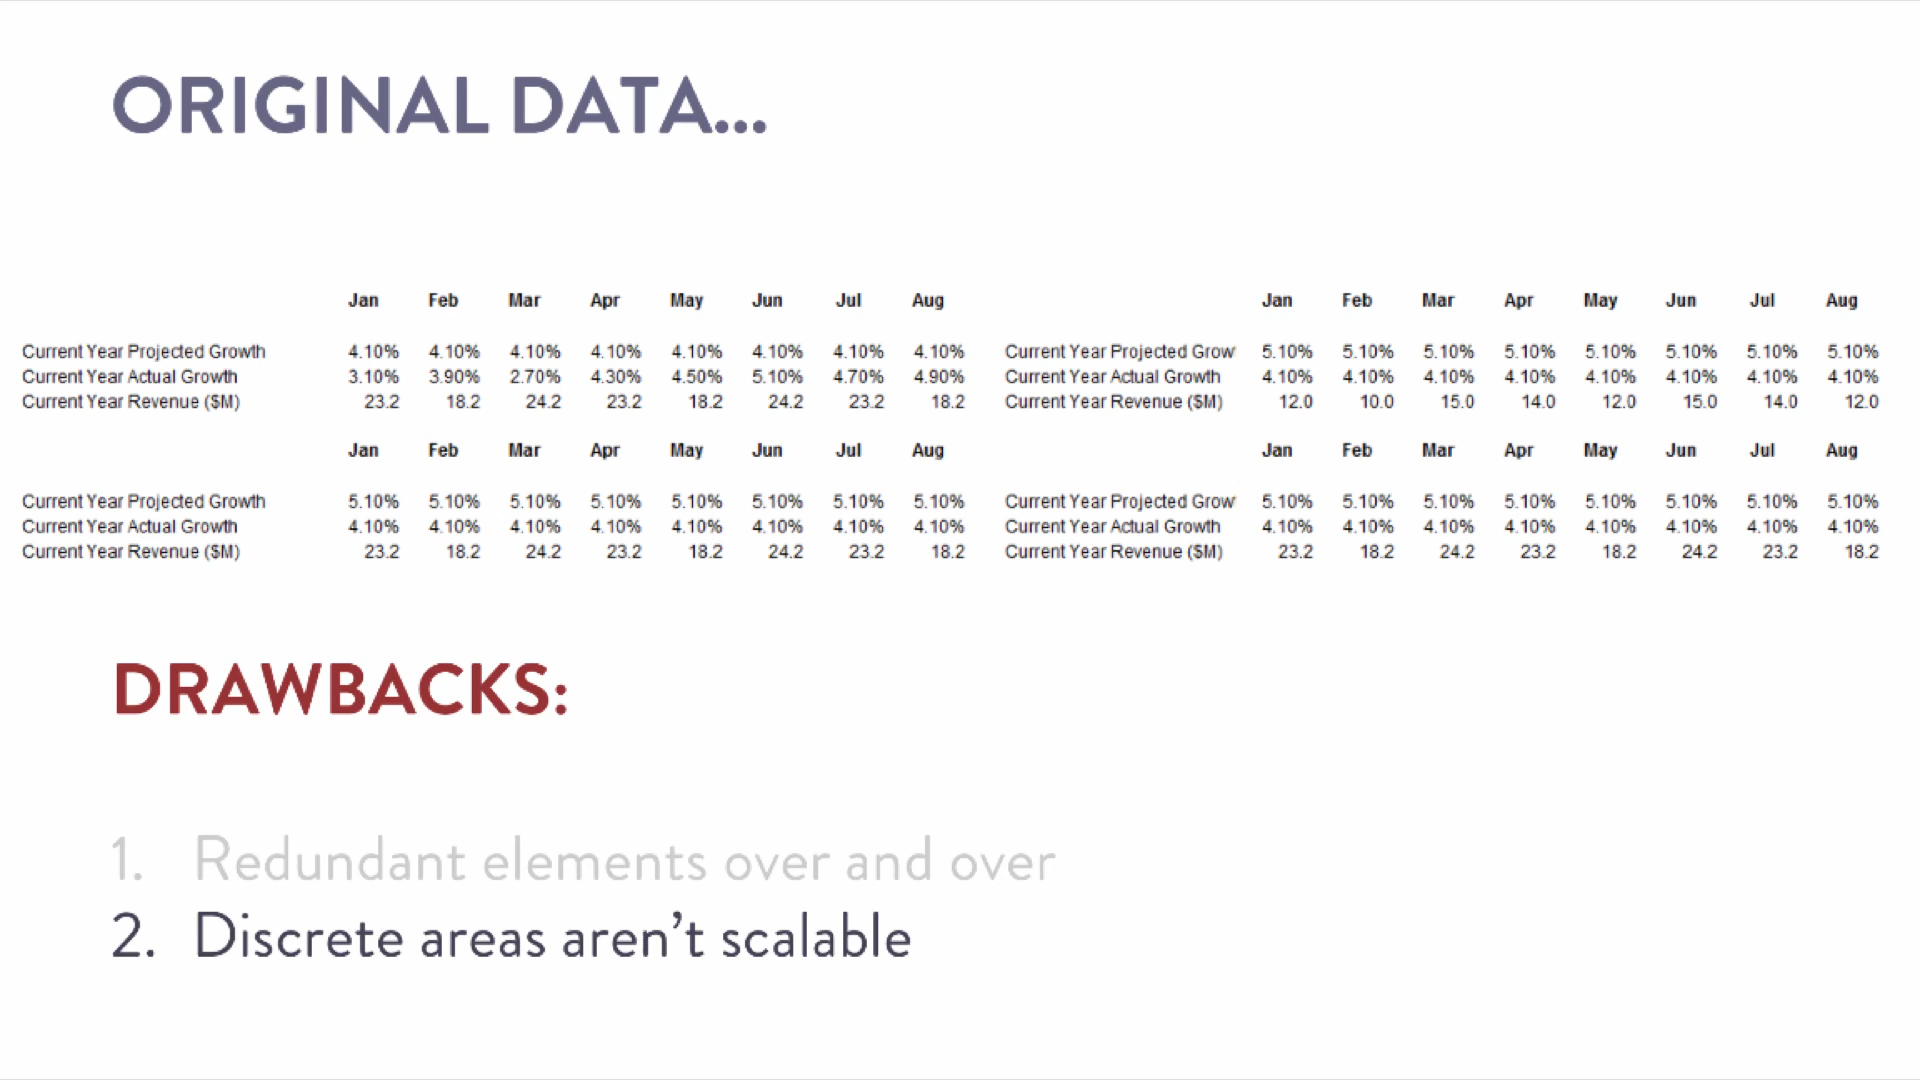 ORIGINAL DATA...
Jan Feb Mar Apr May Jun Jul Aug
Current Year Projected Growth 4.10% 4.10% 4.10% 4.10% 4.10% 4.10% 4.10% 4.10%
Current Year Actual Growth 3.10% 3.90% 2.70% 4.30% 4.50% 5.10% 4.70% 4.90%
Current Year Revenue ($M) 23.2 18.2 24.2 23.2 18.2 24.2 23.2 18.2
Jan Feb Mar Apr May Jun Jul Aug
Current Year Projected Grow 5.10% 5.10% 5.10% 5.10% 5.10% 5.10% 5.10% 5.10%
Current Year Actual Growth 4.10% 4.10% 4.10% 4.10% 4.10% 4.10% 4.10% 4.10%
Current Year Revenue ($M) 12.0 10.0 15.0 14.0 12.0 15.0 14.0 12.0
Jan Feb Mar Apr May Jun Jul Aug
Current Year Projected Growth 5.10% 5.10% 5.10% 5.10% 5.10% 5.10% 5.10% 5.10%
Current Year Actual Growth 4.10% 4.10% 4.10% 4.10% 4.10% 4.10% 4.10% 4.10%
Current Year Revenue ($M) 23.2 18.2 24.2 23.2 18.2 24.2 23.2 18.2
Jan Feb Mar Apr May Jun Jul Aug
Current Year Projected Grow 5.10% 5.10% 5.10% 5.10% 5.10% 5.10% 5.10% 5.10%
Current Year Actual Growth 4.10% 4.10% 4.10% 4.10% 4.10% 4.10% 4.10% 4.10%
Current Year Revenue ($M) 23.2 18.2 24.2 23.2 18.2 24.2 23.2 18.2
DRAWBACKS:
1. Redundant elements over and over
2. Discrete areas aren't scalable